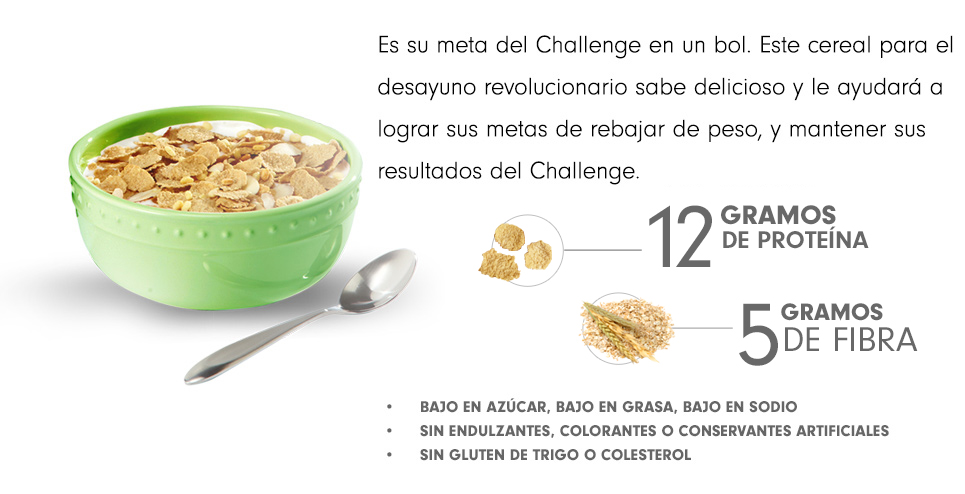 Es su meta del Challenge en un bol. Este cereal para el
desayuno revolucionario sabe delicioso y le ayudará a
lograr sus metas de rebajar de peso, y mantener sus
resultados del Challenge.
12 GRAMOS
DE PROTEÍNA
5 GRAMOS
DE FIBRA
• BAJO EN AZÚCAR, BAJO EN GRASA, BAJO EN SODIO
• SIN ENDULZANTES, COLORANTES O CONSERVANTES ARTIFICIALES
• SIN GLUTEN DE TRIGO O COLESTEROL